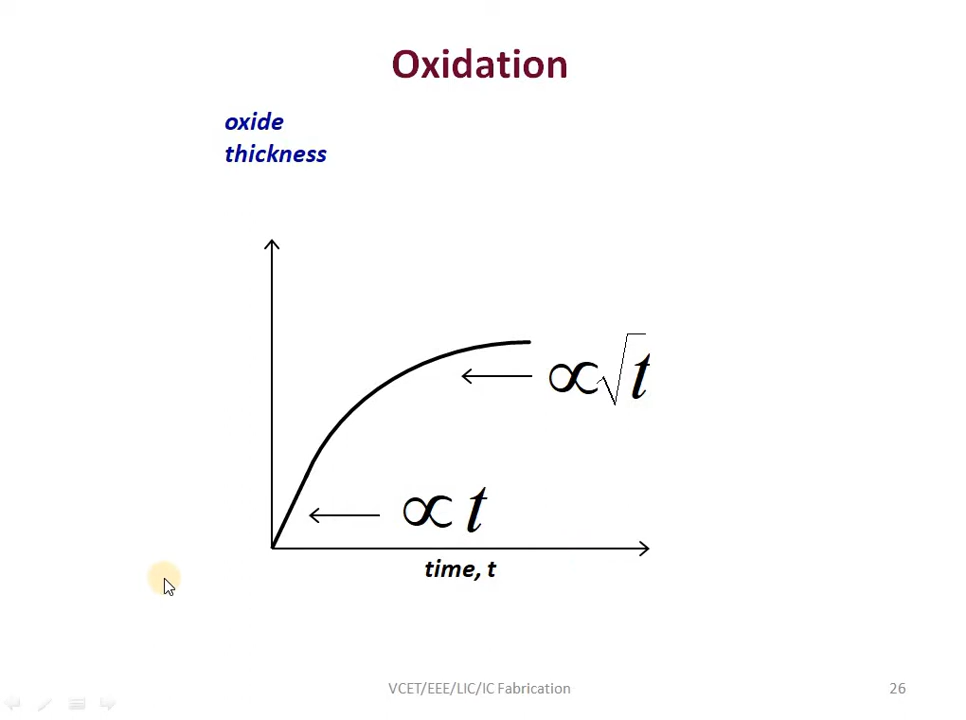 Oxidation
oxide
thickness
∝√t
∝ t
time, t
VCET/EEE/LIC/IC Fabrication
26